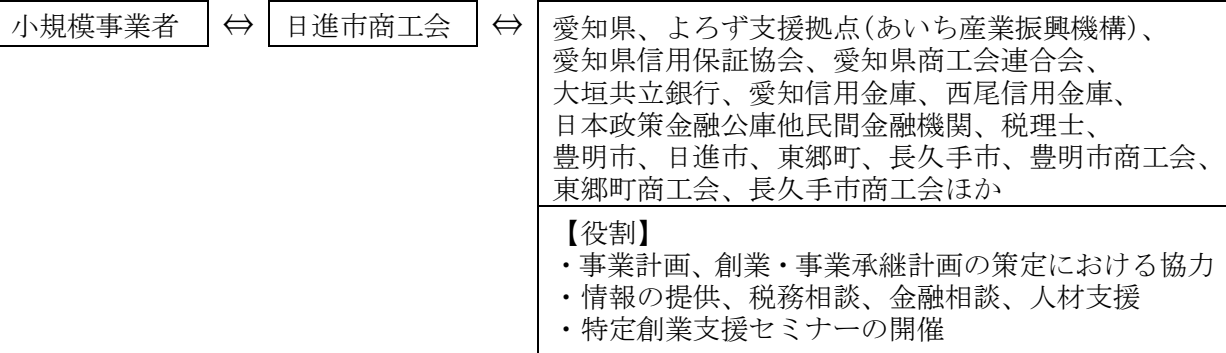 小規模事業者 ⇔ 日進市商工会 ⇔ 愛知県、よろず支援拠点(あいち産業振興機構)、
愛知県信用保証協会、愛知県商工会連合会、
大垣共立銀行、愛知信用金庫、西尾信用金庫、
日本政策金融公庫他民間金融機関、税理士、
豊明市、日進市、東郷町、長久手市、豊明市商工会、
東郷町商工会、長久手市商工会ほか
【役割】
・事業計画、創業・事業承継計画の策定における協力
・情報の提供、税務相談、金融相談、人材支援
・特定創業支援セミナーの開催